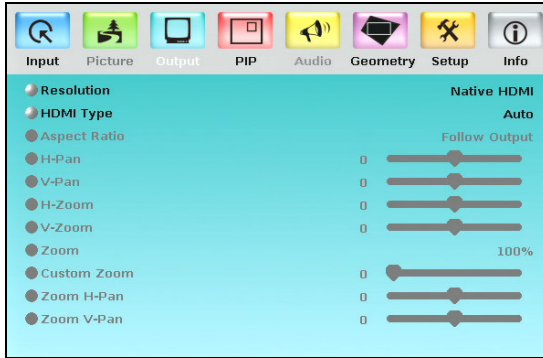 Input Picture Output PIP Audio Geometry Setup Info
Resolution Native HDMI
HDMI Type Auto
Aspect Ratio Follow Output
H-Pan 0
V-Pan 0
H-Zoom 0
V-Zoom 0
Zoom 100%
Custom Zoom 0
Zoom H-Pan 0
Zoom V-Pan 0